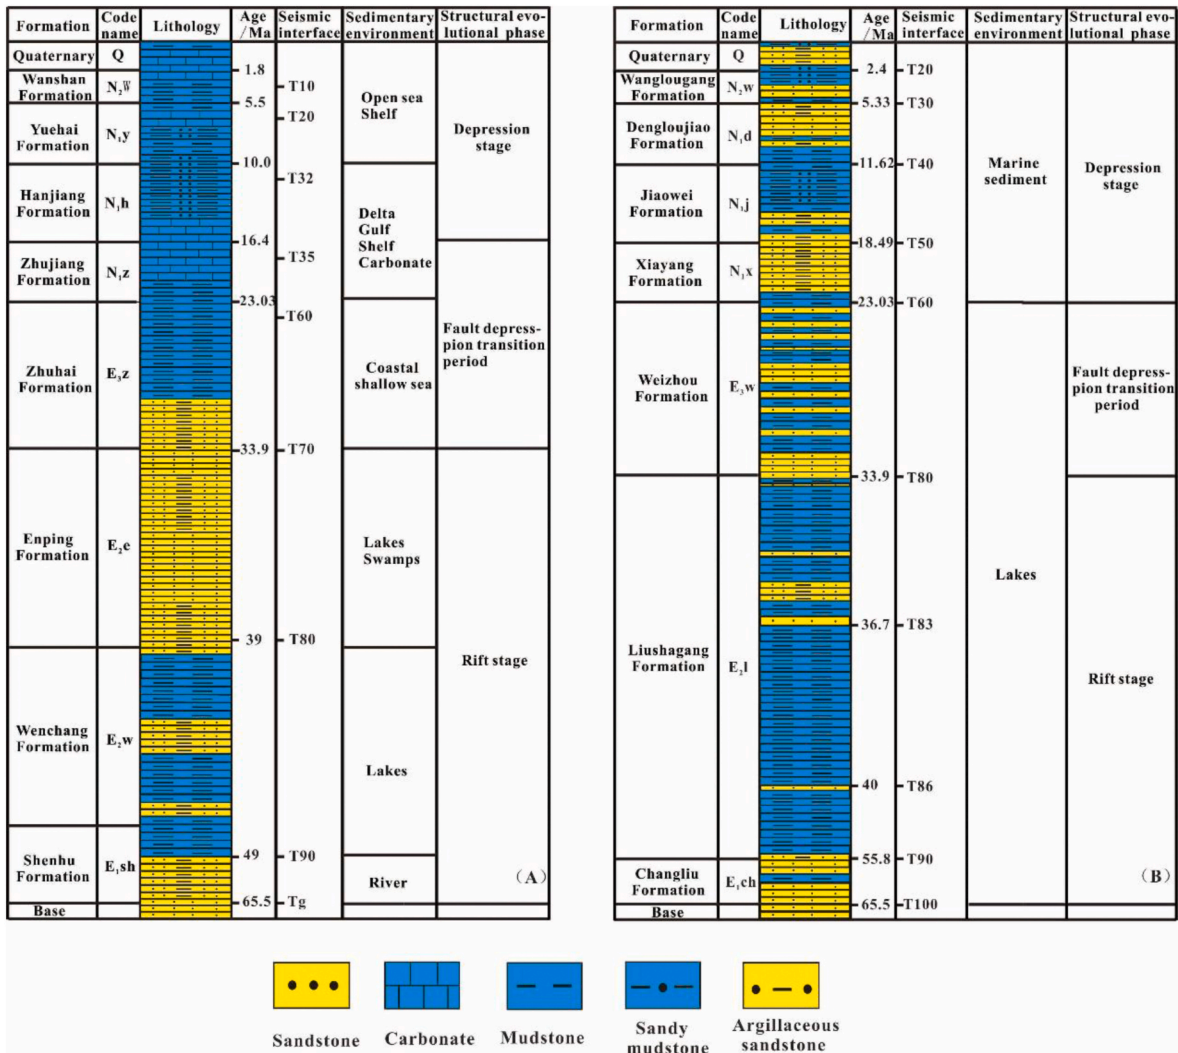 Formation
Code
name
Lithology
Age
/Ma
Seismic
interface
Sedimentary
environment
Structural evo-
lutional phase
Quaternary
Q
1.8
Wanshan
Formation
N₂w
T10
5.5
T20
Open sea
Shelf
Yuehai
Formation
N₁y
Depression
stage
10.0
T32
Hanjiang
Formation
N₁h
Delta
Gulf
Shelf
Carbonate
16.4
T35
Zhujiang
Formation
N₁z
23.03
T60
Fault depress-
pion transition
period
Zhuhai
Formation
E₃z
Coastal
shallow sea
33.9
T70
Enping
Formation
E₂e
Lakes
Swamps
39
T80
Rift stage
Wenchang
Formation
E₂w
Lakes
49
T90
Shenhu
Formation
E₁sh
River
(A)
65.5
Tg
Base
Formation
Code
name
Lithology
Age
/Ma
Seismic
interface
Sedimentary
environment
Structural evo-
lutional phase
Quaternary
Q
2.4
T20
Wanglougang
Formation
N₂w
5.33
T30
Dengloujiao
Formation
N₁d
11.62
T40
Marine
sediment
Depression
stage
Jiaowei
Formation
N₁j
18.49
T50
Xiayang
Formation
N₁x
23.03
T60
Weizhou
Formation
E₃w
Fault depress-
pion transition
period
33.9
T80
Lakes
36.7
T83
Liushagang
Formation
E₂l
Rift stage
40
T86
55.8
T90
Changliu
Formation
E₁ch
(B)
65.5
T100
Base
Sandstone
Carbonate
Mudstone
Sandy
mudstone
Argillaceous
sandstone